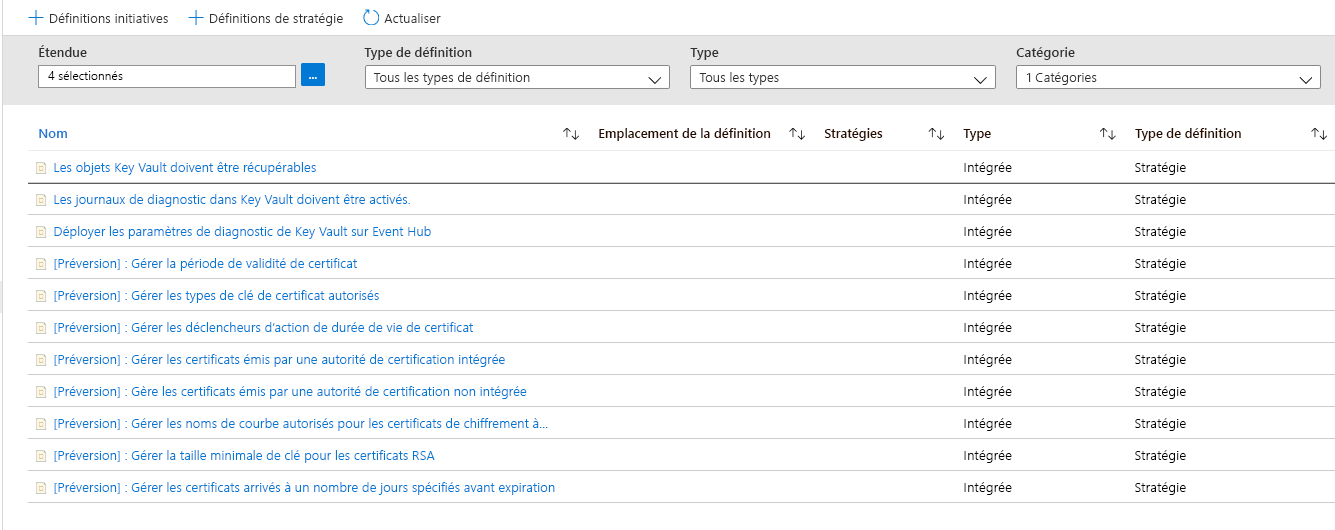 Définitions initiatives Définitions de stratégie Actualiser
Étendue Type de définition Type Catégorie
4 sélectionnés ... Tous les types de définition Tous les types 1 Catégories
Nom Emplacement de la définition Stratégies Type Type de définition
Les objets Key Vault doivent être récupérables Intégrée Stratégie
Les journaux de diagnostic dans Key Vault doivent être activés. Intégrée Stratégie
Déployer les paramètres de diagnostic de Key Vault sur Event Hub Intégrée Stratégie
[Préversion] : Gérer la période de validité de certificat Intégrée Stratégie
[Préversion] : Gérer les types de clé de certificat autorisés Intégrée Stratégie
[Préversion] : Gérer les déclencheurs d'action de durée de vie de certificat Intégrée Stratégie
[Préversion] : Gérer les certificats émis par une autorité de certification intégrée Intégrée Stratégie
[Préversion] : Gère les certificats émis par une autorité de certification non intégrée Intégrée Stratégie
[Préversion] : Gérer les noms de courbe autorisés pour les certificats de chiffrement à... Intégrée Stratégie
[Préversion] : Gérer la taille minimale de clé pour les certificats RSA Intégrée Stratégie
[Préversion] : Gérer les certificats arrivés à un nombre de jours spécifiés avant expiration Intégrée Stratégie